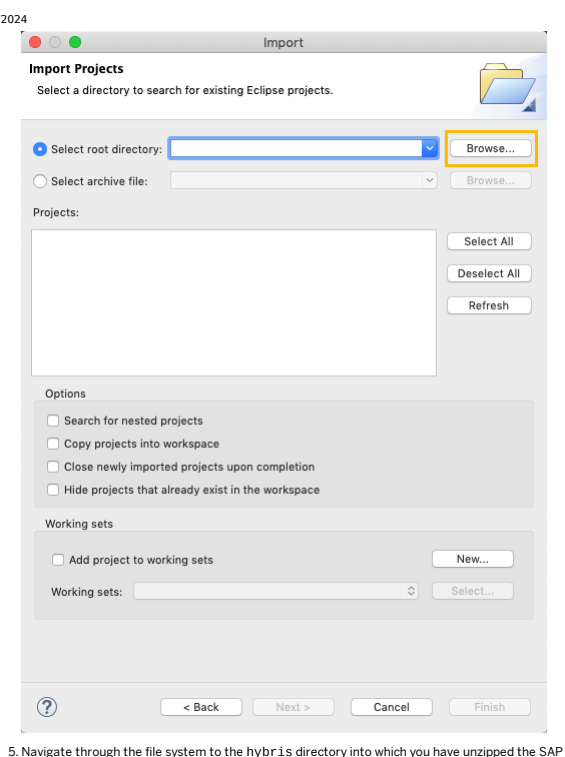 /2024
Import
Import Projects
Select a directory to search for existing Eclipse projects.
Select root directory:
Browse...
Select archive file:
Browse...
Projects:
Select All
Deselect All
Refresh
Options
Search for nested projects
Copy projects into workspace
Close newly imported projects upon completion
Hide projects that already exist in the workspace
Working sets
Add project to working sets
New...
Working sets:
Select...
?
< Back
Next >
Cancel
Finish
5. Navigate through the file system to the hybris directory into which you have unzipped the SAP